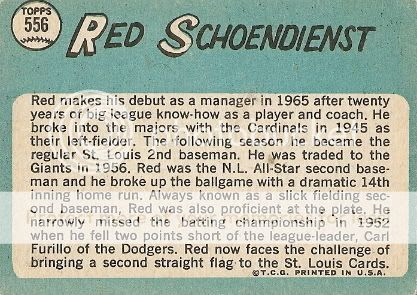 TOPPS
556
RED SCHOENDIENST
Red makes his debut as a manager in 1965 after twenty
years of big league know-how as a player and coach. He
broke into the majors with the Cardinals in 1945 as
their left-fielder. The following season he became the
regular St. Louis 2nd baseman. He was traded to the
Giants in 1956. Red was the N.L. All-Star second base-
man and he broke up the ballgame with a dramatic 14th
inning home run. Always known as a slick fielding sec-
ond baseman, Red was also proficient at the plate. He
narrowly missed the batting championship in 1952
when he fell two points short of the league-leader, Carl
Furillo of the Dodgers. Red now faces the challenge of
bringing a second straight flag to the St. Louis Cards.
©T.C.G. PRINTED IN U.S.A.